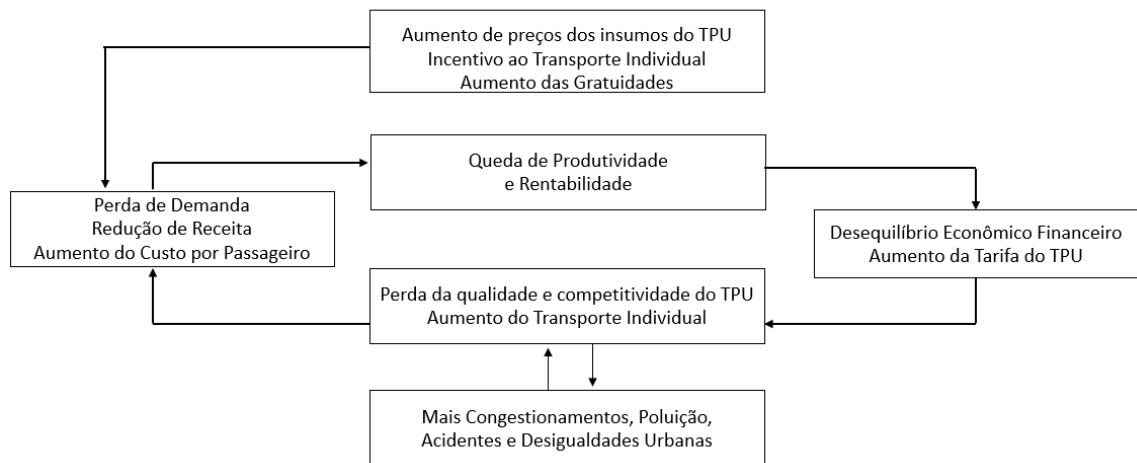 Aumento de preços dos insumos do TPU
Incentivo ao Transporte Individual
Aumento das Gratuidades
Queda de Produtividade
e Rentabilidade
Perda de Demanda
Redução de Receita
Aumento do Custo por Passageiro
Desequilíbrio Econômico Financeiro
Aumento da Tarifa do TPU
Perda da qualidade e competitividade do TPU
Aumento do Transporte Individual
Mais Congestionamentos, Poluição,
Acidentes e Desigualdades Urbanas